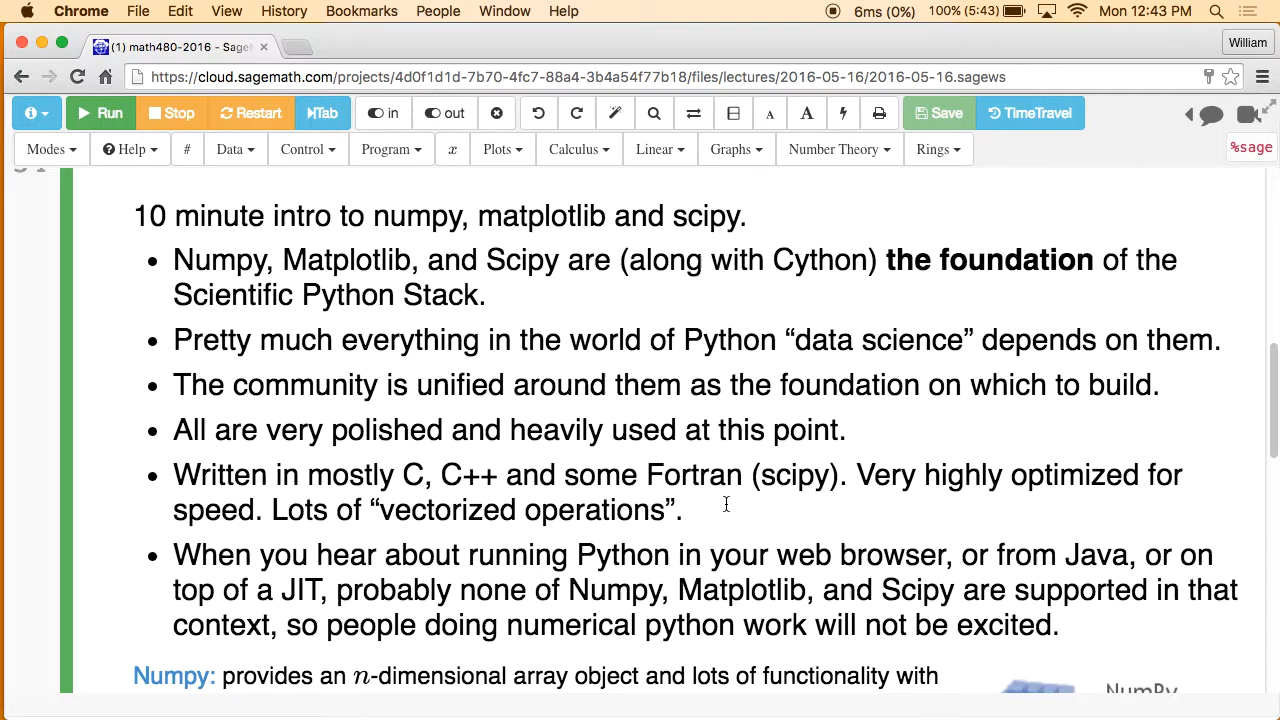 Chrome File Edit View History Bookmarks People Window Help 6ms (0%) 100% (5:43) Mon 12:43 PM
(1) math480-2016 - Sage
William
https://cloud.sagemath.com/projects/4d0f1d1d-7b70-4fc7-88a4-3b4a54f77b18/files/lectures/2016-05-16/2016-05-16.sagews
Run Stop Restart Tab in out A A Save TimeTravel
Modes Help # Data Control Program x Plots Calculus Linear Graphs Number Theory Rings %sage
10 minute intro to numpy, matplotlib and scipy.
• Numpy, Matplotlib, and Scipy are (along with Cython) the foundation of the
Scientific Python Stack.
• Pretty much everything in the world of Python “data science” depends on them.
• The community is unified around them as the foundation on which to build.
• All are very polished and heavily used at this point.
• Written in mostly C, C++ and some Fortran (scipy). Very highly optimized for
speed. Lots of “vectorized operations”.
• When you hear about running Python in your web browser, or from Java, or on
top of a JIT, probably none of Numpy, Matplotlib, and Scipy are supported in that
context, so people doing numerical python work will not be excited.
Numpy: provides an n-dimensional array object and lots of functionality with
NumPy